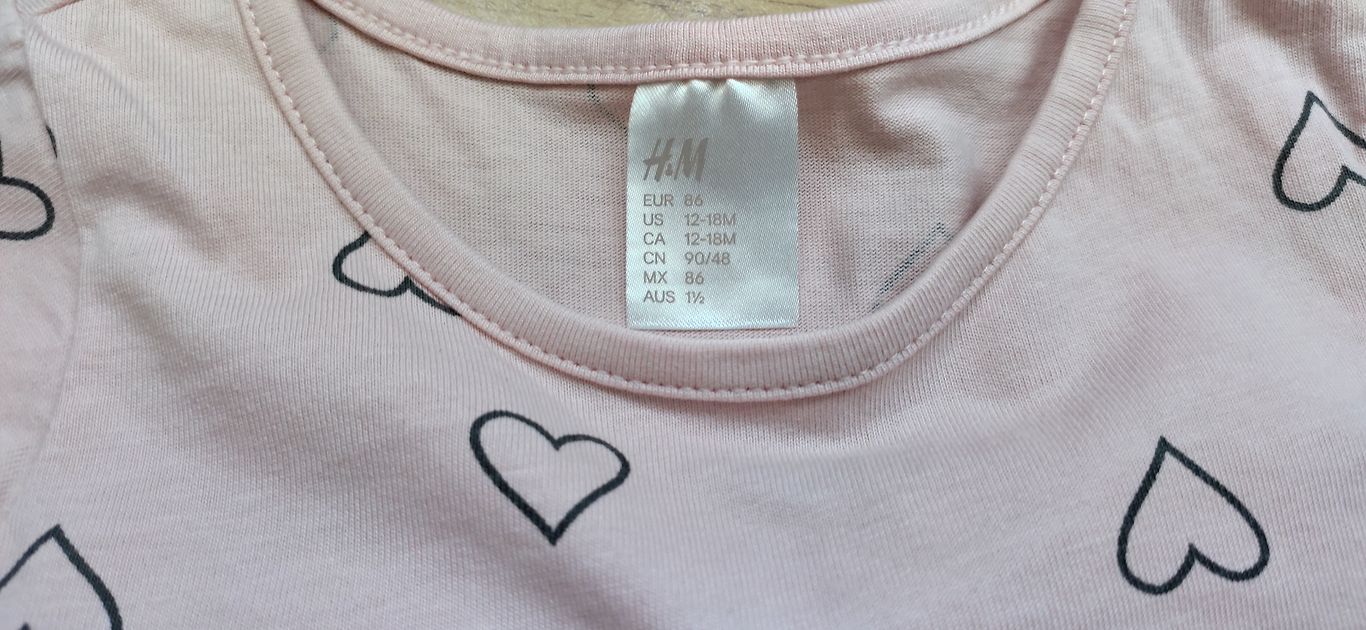 H&M
EUR 86
US 12-18M
CA 12-18M
CN 90/48
MX 86
AUS 1½